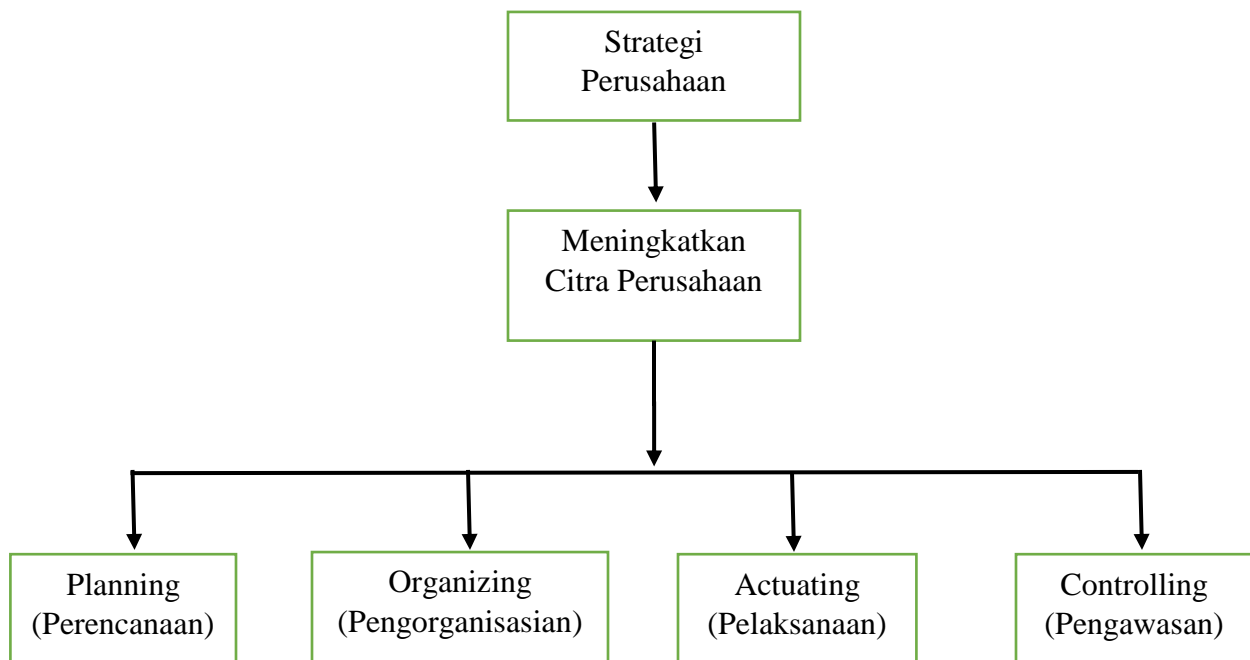 Strategi
Perusahaan
Meningkatkan
Citra Perusahaan
Planning
(Perencanaan)
Organizing
(Pengorganisasian)
Actuating
(Pelaksanaan)
Controlling
(Pengawasan)